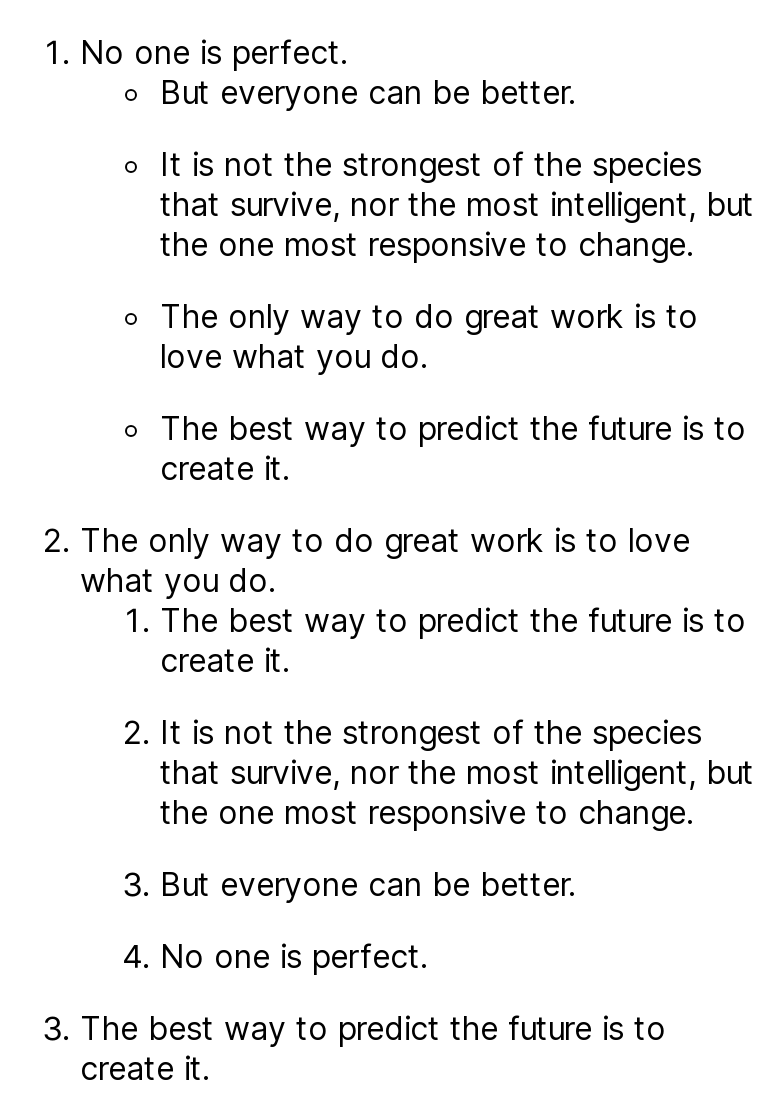 1. No one is perfect.
◦ But everyone can be better.
◦ It is not the strongest of the species
that survive, nor the most intelligent, but
the one most responsive to change.
◦ The only way to do great work is to
love what you do.
◦ The best way to predict the future is to
create it.
2. The only way to do great work is to love
what you do.
1. The best way to predict the future is to
create it.
2. It is not the strongest of the species
that survive, nor the most intelligent, but
the one most responsive to change.
3. But everyone can be better.
4. No one is perfect.
3. The best way to predict the future is to
create it.